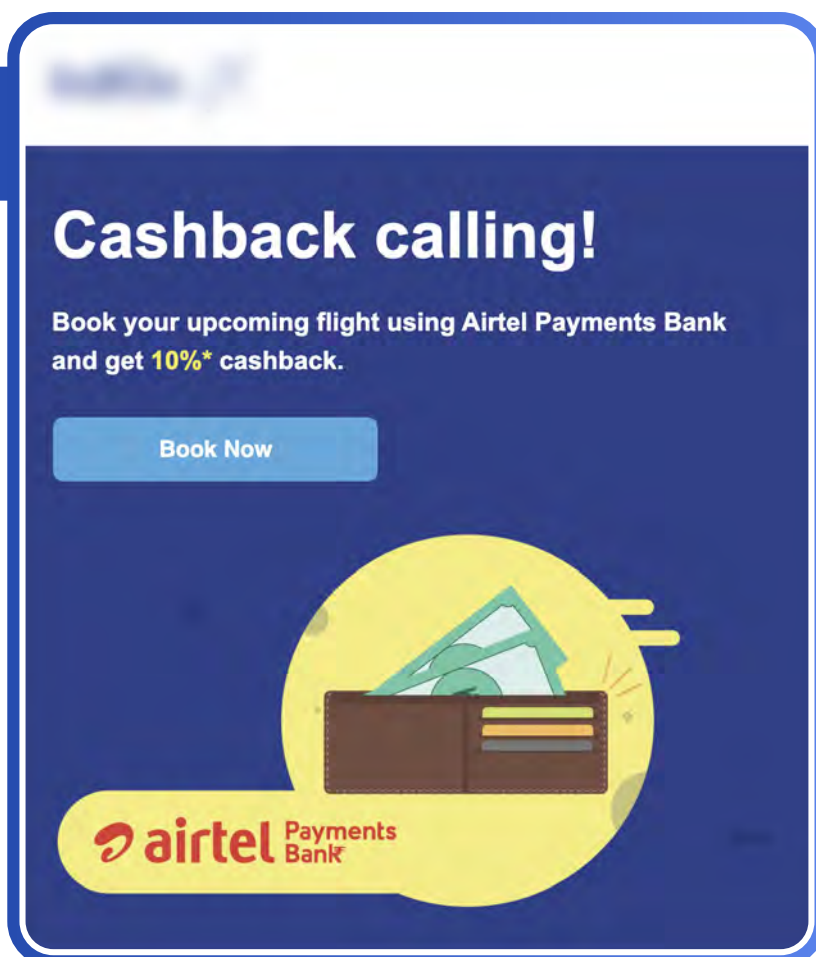 Cashback calling!
Book your upcoming flight using Airtel Payments Bank
and get 10%* cashback.
Book Now
airtel Payments
Bank